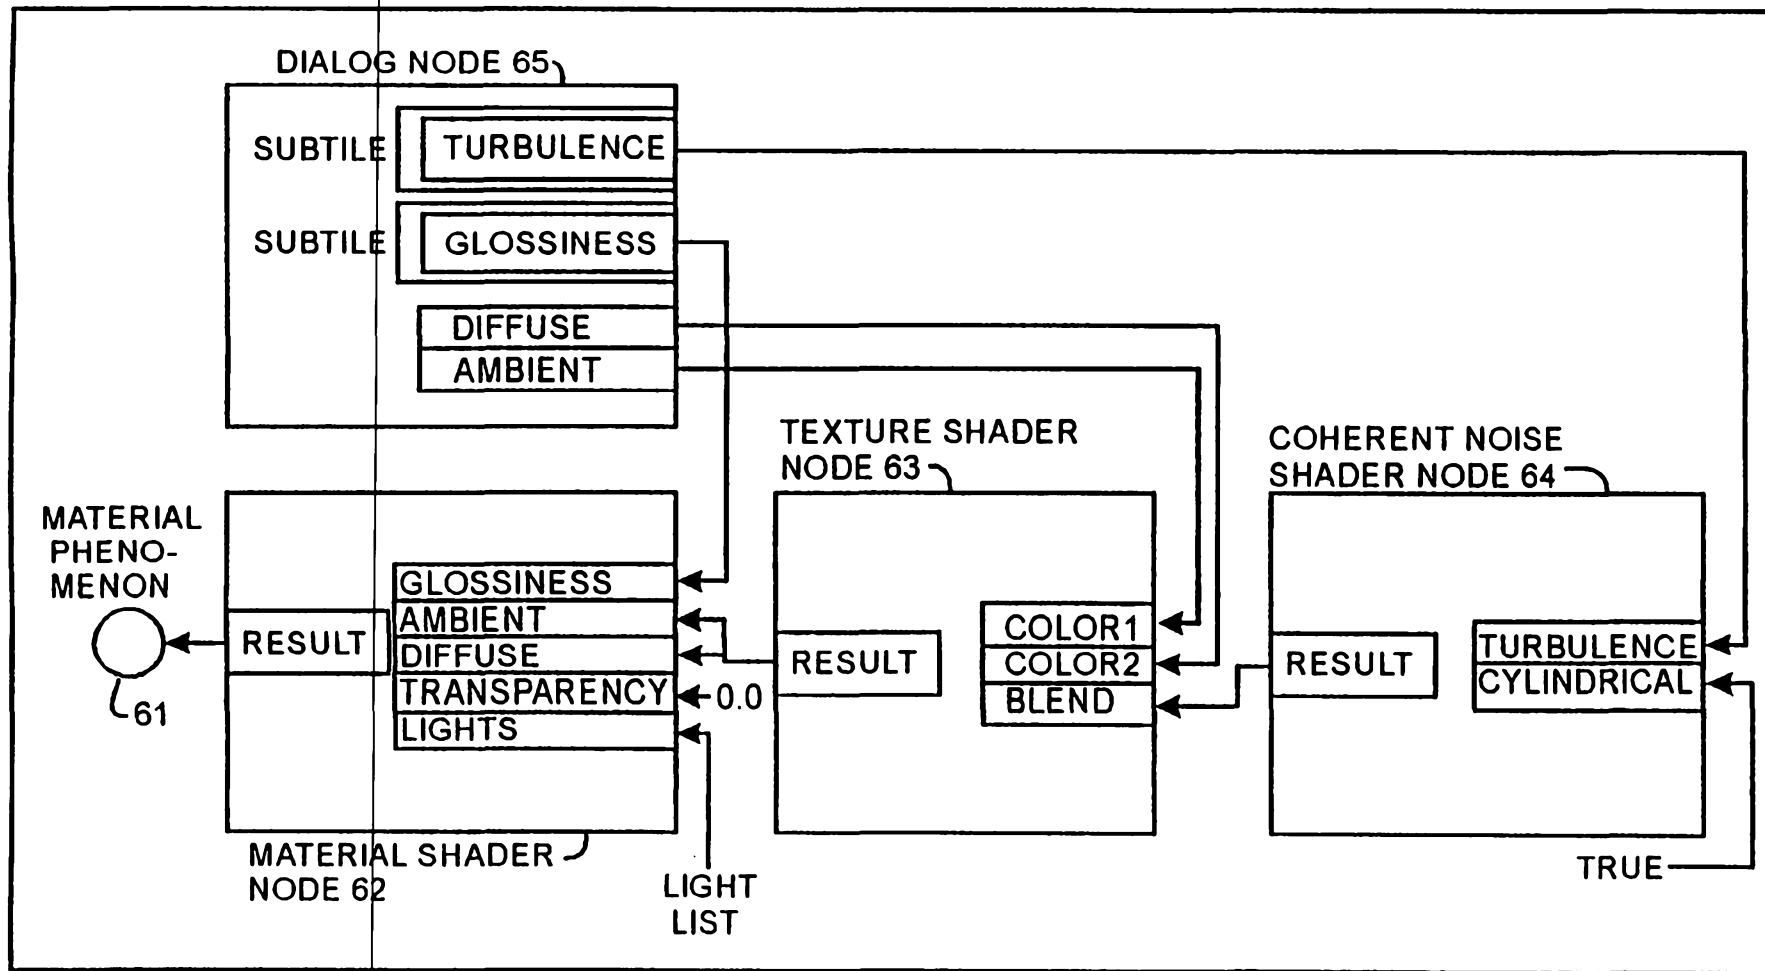 DIALOG NODE 65
SUBTILE
TURBULENCE
SUBTILE
GLOSSINESS
DIFFUSE
AMBIENT
TEXTURE SHADER
NODE 63
COHERENT NOISE
SHADER NODE 64
MATERIAL
PHENO-
MENON
61
RESULT
GLOSSINESS
AMBIENT
DIFFUSE
TRANSPARENCY
LIGHTS
0.0
RESULT
COLOR1
COLOR2
BLEND
RESULT
TURBULENCE
CYLINDRICAL
MATERIAL SHADER
NODE 62
LIGHT
LIST
TRUE